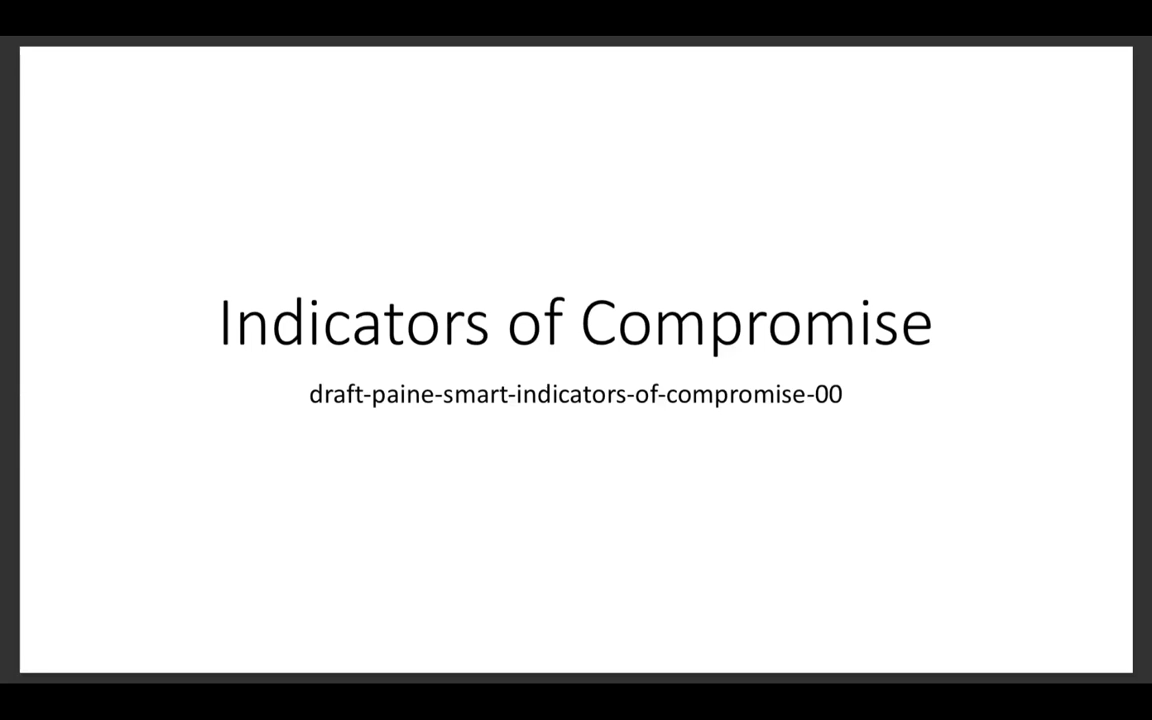 Indicators of Compromise
draft-paine-smart-indicators-of-compromise-00